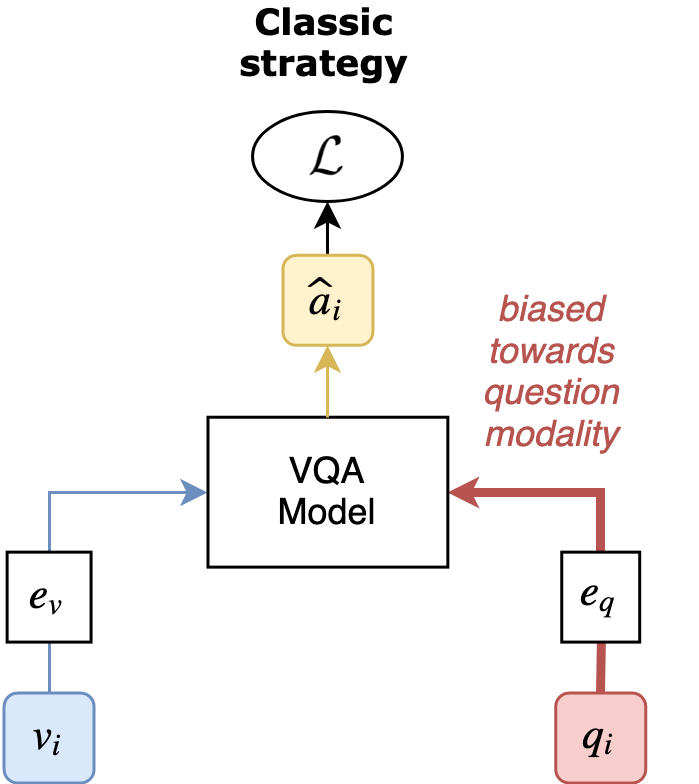 Classic
strategy
ℒ
âᵢ
biased
towards
question
modality
VQA
Model
eᵥ
e_q
vᵢ
qᵢ